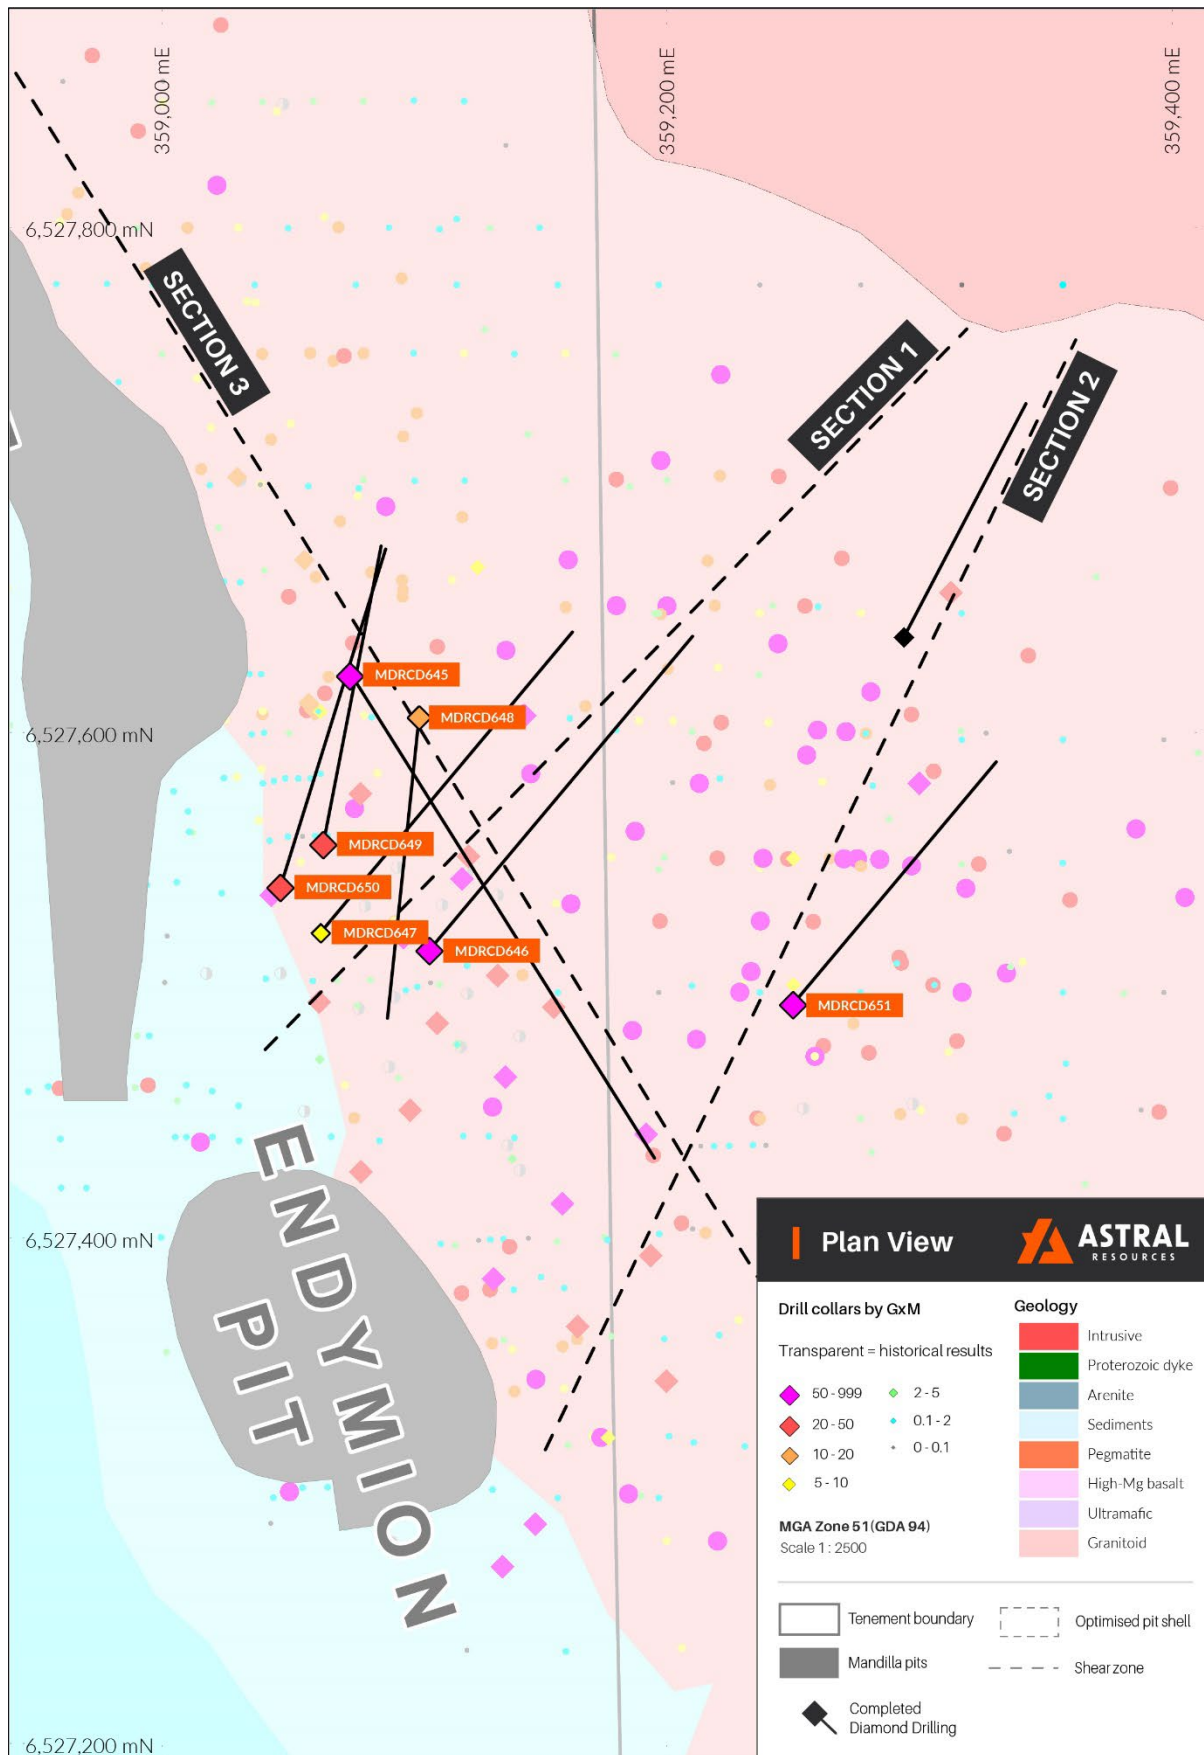 359,000 mE
359,200 mE
359,400 mE
6,527,800 mN
SECTION 3
SECTION 1
SECTION 2
MDRCD645
MDRCD648
6,527,600 mN
MDRCD649
MDRCD650
MDRCD647
MDRCD646
MDRCD651
ENDYMION
PIT
6,527,400 mN
6,527,200 mN
Plan View
ASTRAL
RESOURCES
Drill collars by GxM
Transparent = historical results
50 - 999
20 - 50
10 - 20
5 - 10
2 - 5
0.1 - 2
0 - 0.1
MGA Zone 51(GDA 94)
Scale 1 : 2500
Geology
Intrusive
Proterozoic dyke
Arenite
Sediments
Pegmatite
High-Mg basalt
Ultramafic
Granitoid
Tenement boundary
Optimised pit shell
Mandilla pits
Shear zone
Completed
Diamond Drilling